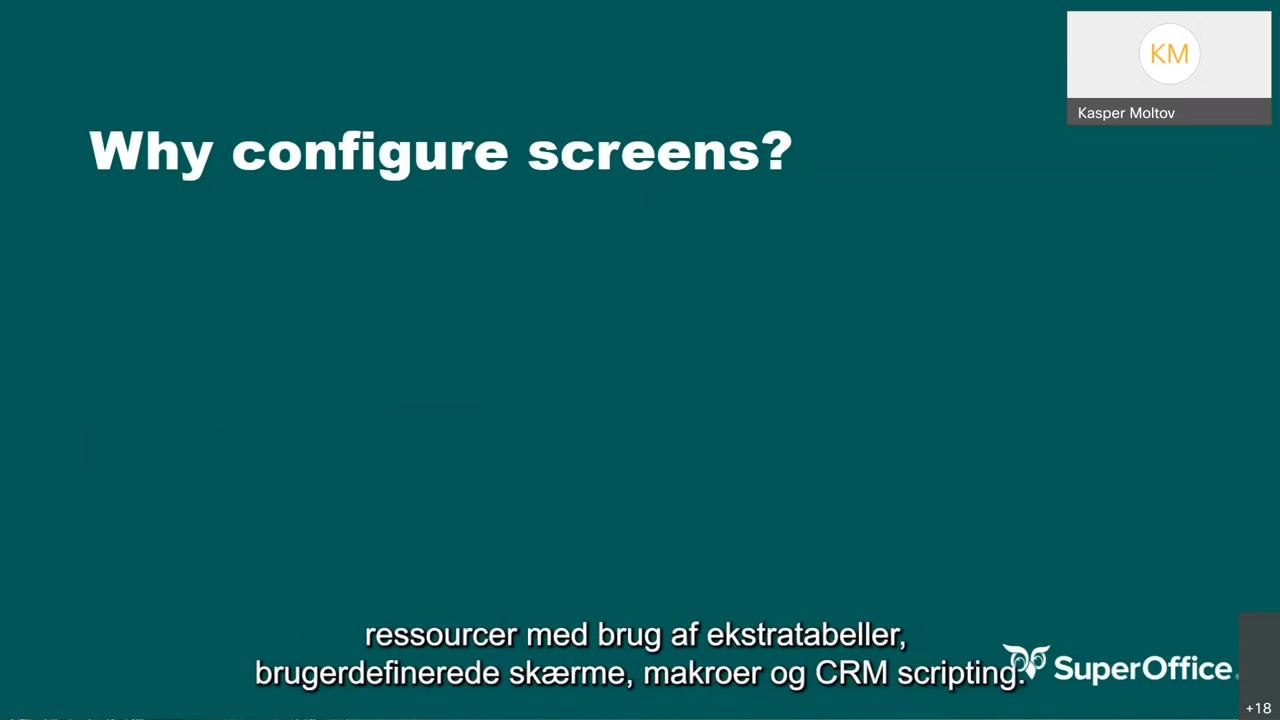 KM
Kasper Moltov
Why configure screens?
ressourcer med brug af ekstratabeller,
brugerdefinerede skærme, makroer og CRM scripting.
SuperOffice.
+18